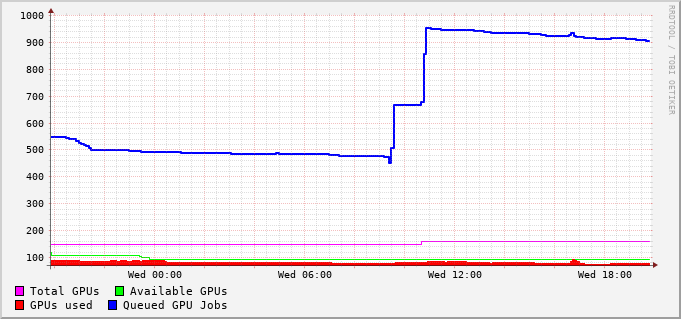 1000
900
800
700
600
500
400
300
200
100
Wed 00:00 Wed 06:00 Wed 12:00 Wed 18:00
Total GPUs Available GPUs
GPUs used Queued GPU Jobs
RRDTOOL / TOBI OETIKER